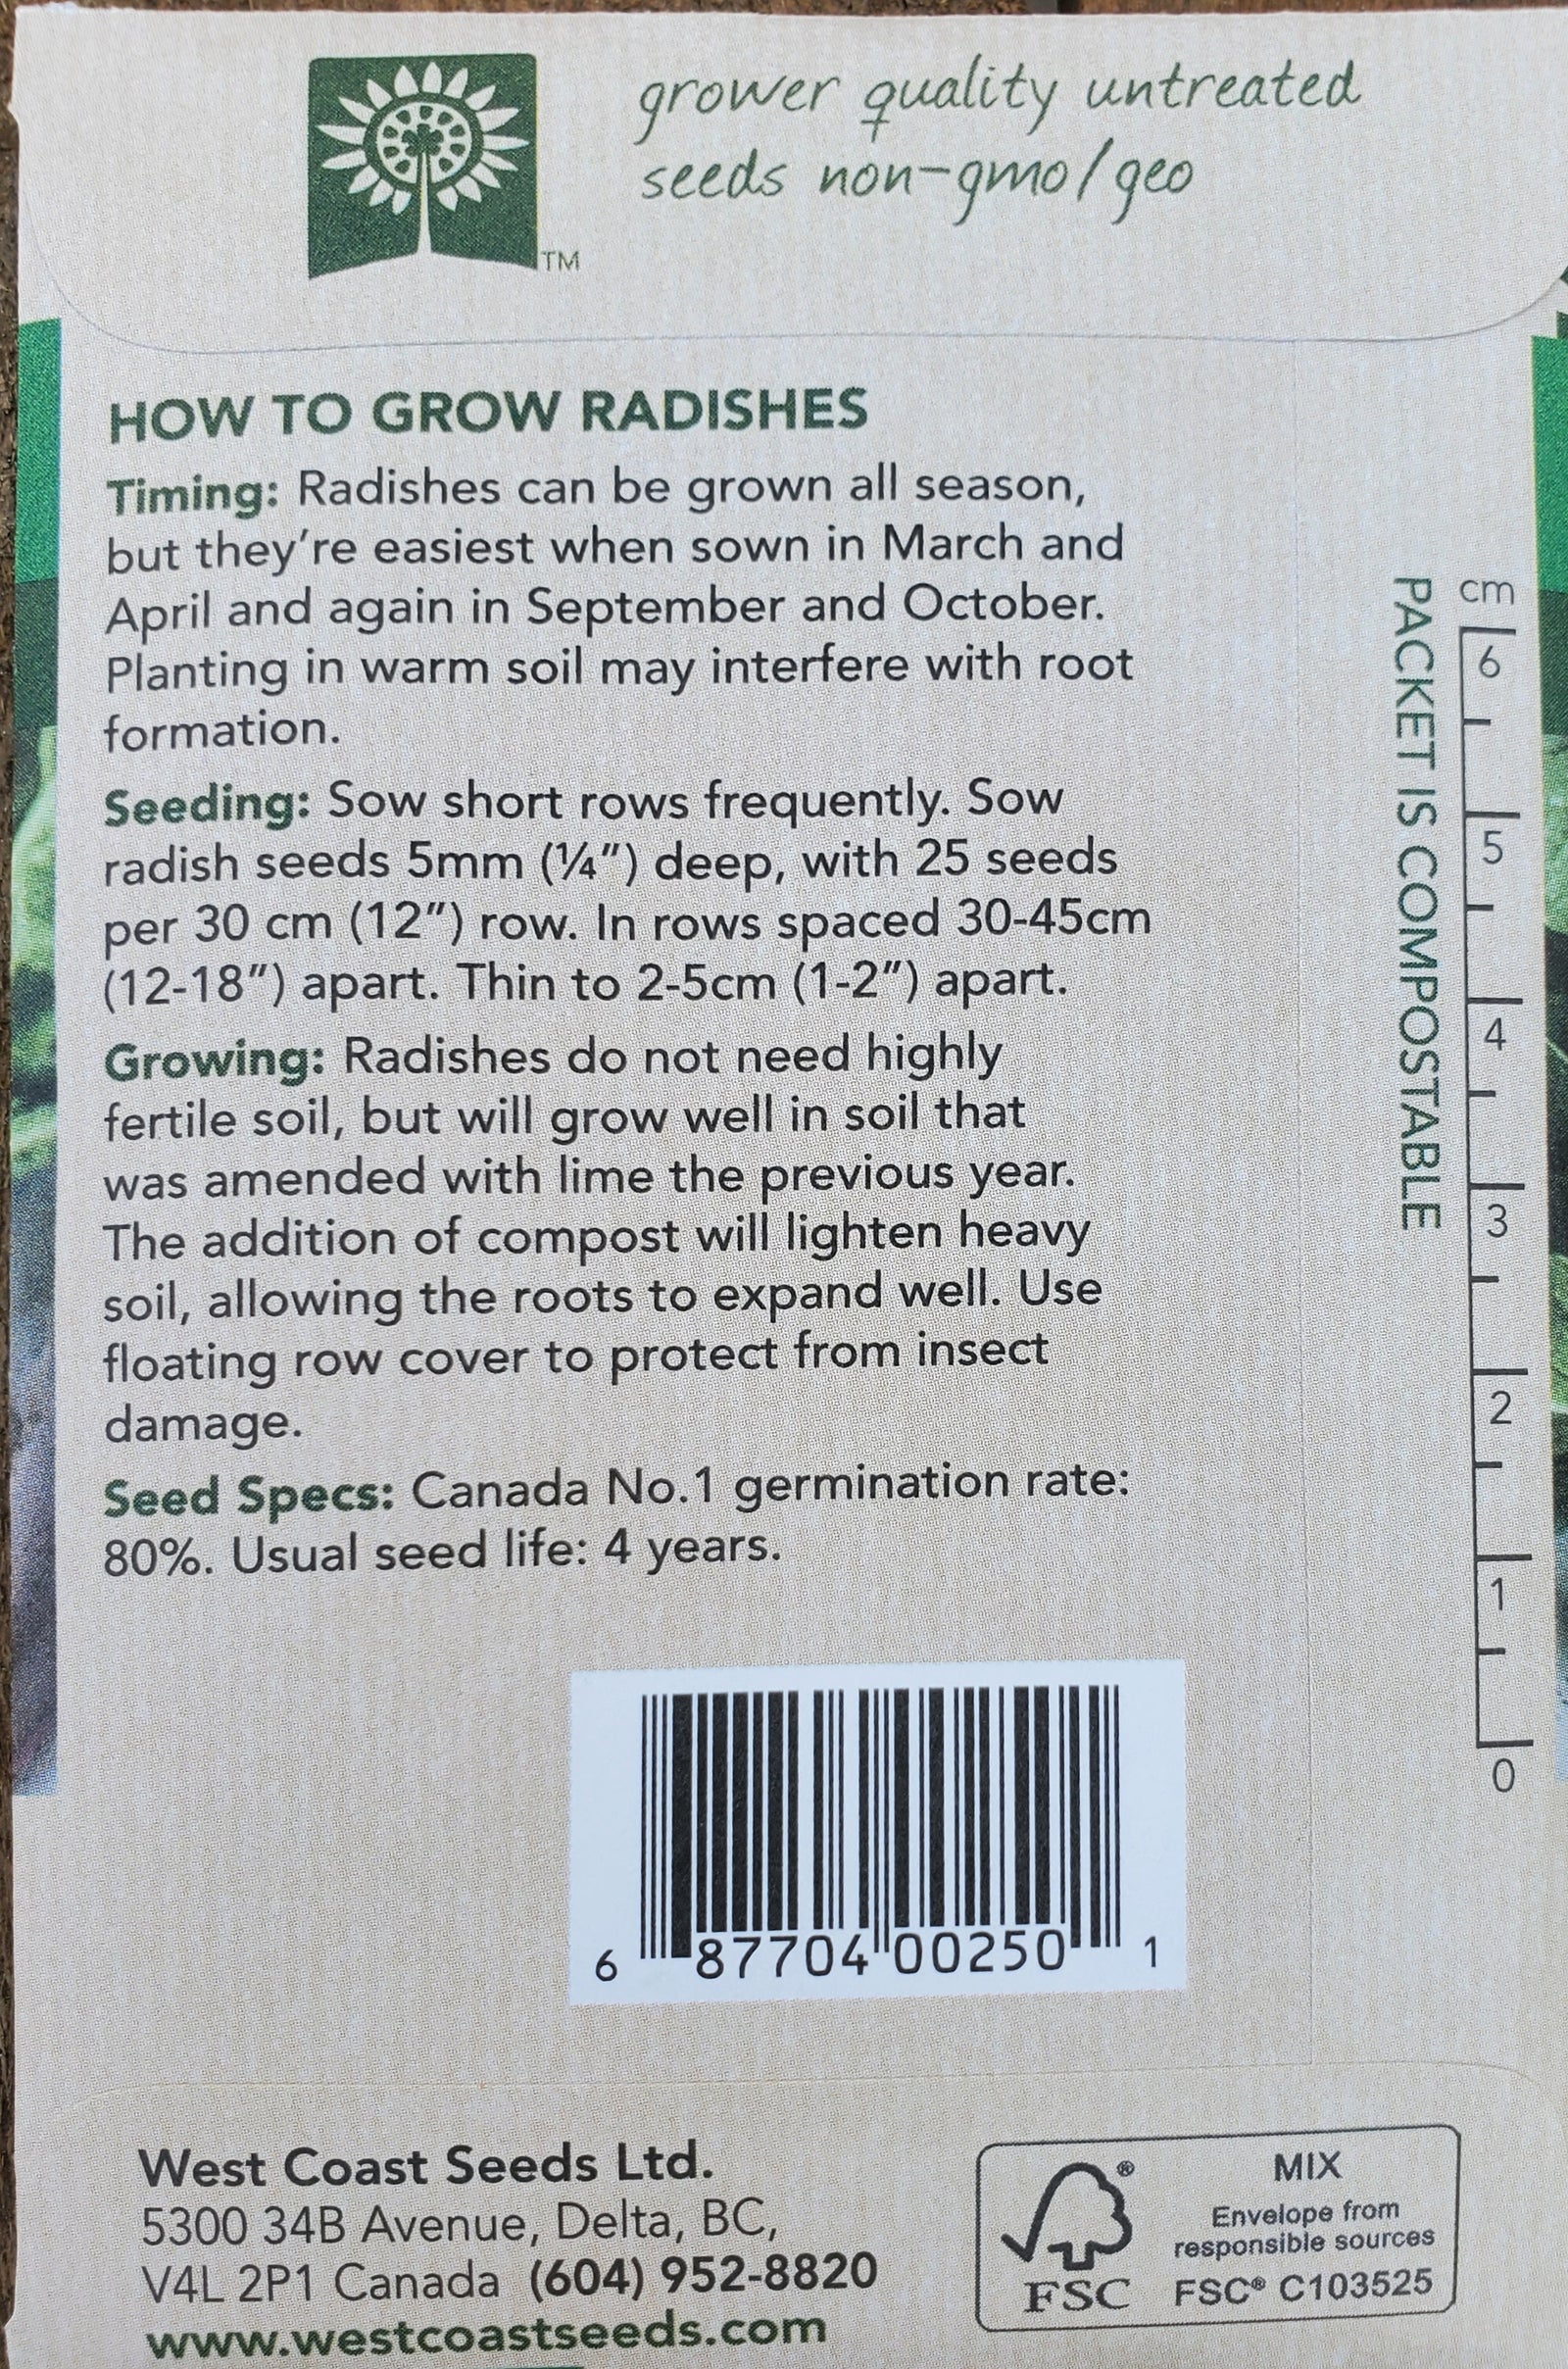 grower quality untreated
seeds non-gmo/geo
TM
HOW TO GROW RADISHES
Timing: Radishes can be grown all season,
but they're easiest when sown in March and
April and again in September and October.
Planting in warm soil may interfere with root
formation.
Seeding: Sow short rows frequently. Sow
radish seeds 5mm (¼") deep, with 25 seeds
per 30 cm (12") row. In rows spaced 30-45cm
(12-18") apart. Thin to 2-5cm (1-2") apart.
Growing: Radishes do not need highly
fertile soil, but will grow well in soil that
was amended with lime the previous year.
The addition of compost will lighten heavy
soil, allowing the roots to expand well. Use
floating row cover to protect from insect
damage.
Seed Specs: Canada No.1 germination rate:
80%. Usual seed life: 4 years.
PACKET IS COMPOSTABLE
cm
6
5
4
3
2
1
0
6 87704 00250 1
West Coast Seeds Ltd.
5300 34B Avenue, Delta, BC,
V4L 2P1 Canada (604) 952-8820
www.westcoastseeds.com
®
FSC
MIX
Envelope from
responsible sources
FSC® C103525